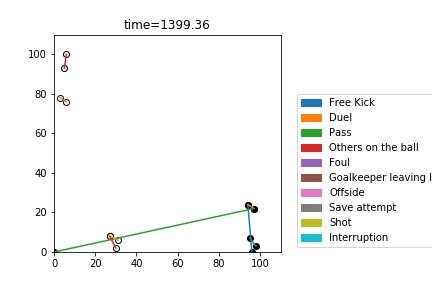 time=1399.36
100
80
60
40
20
0
0
20
40
60
80
100
Free Kick
Duel
Pass
Others on the ball
Foul
Goalkeeper leaving l
Offside
Save attempt
Shot
Interruption